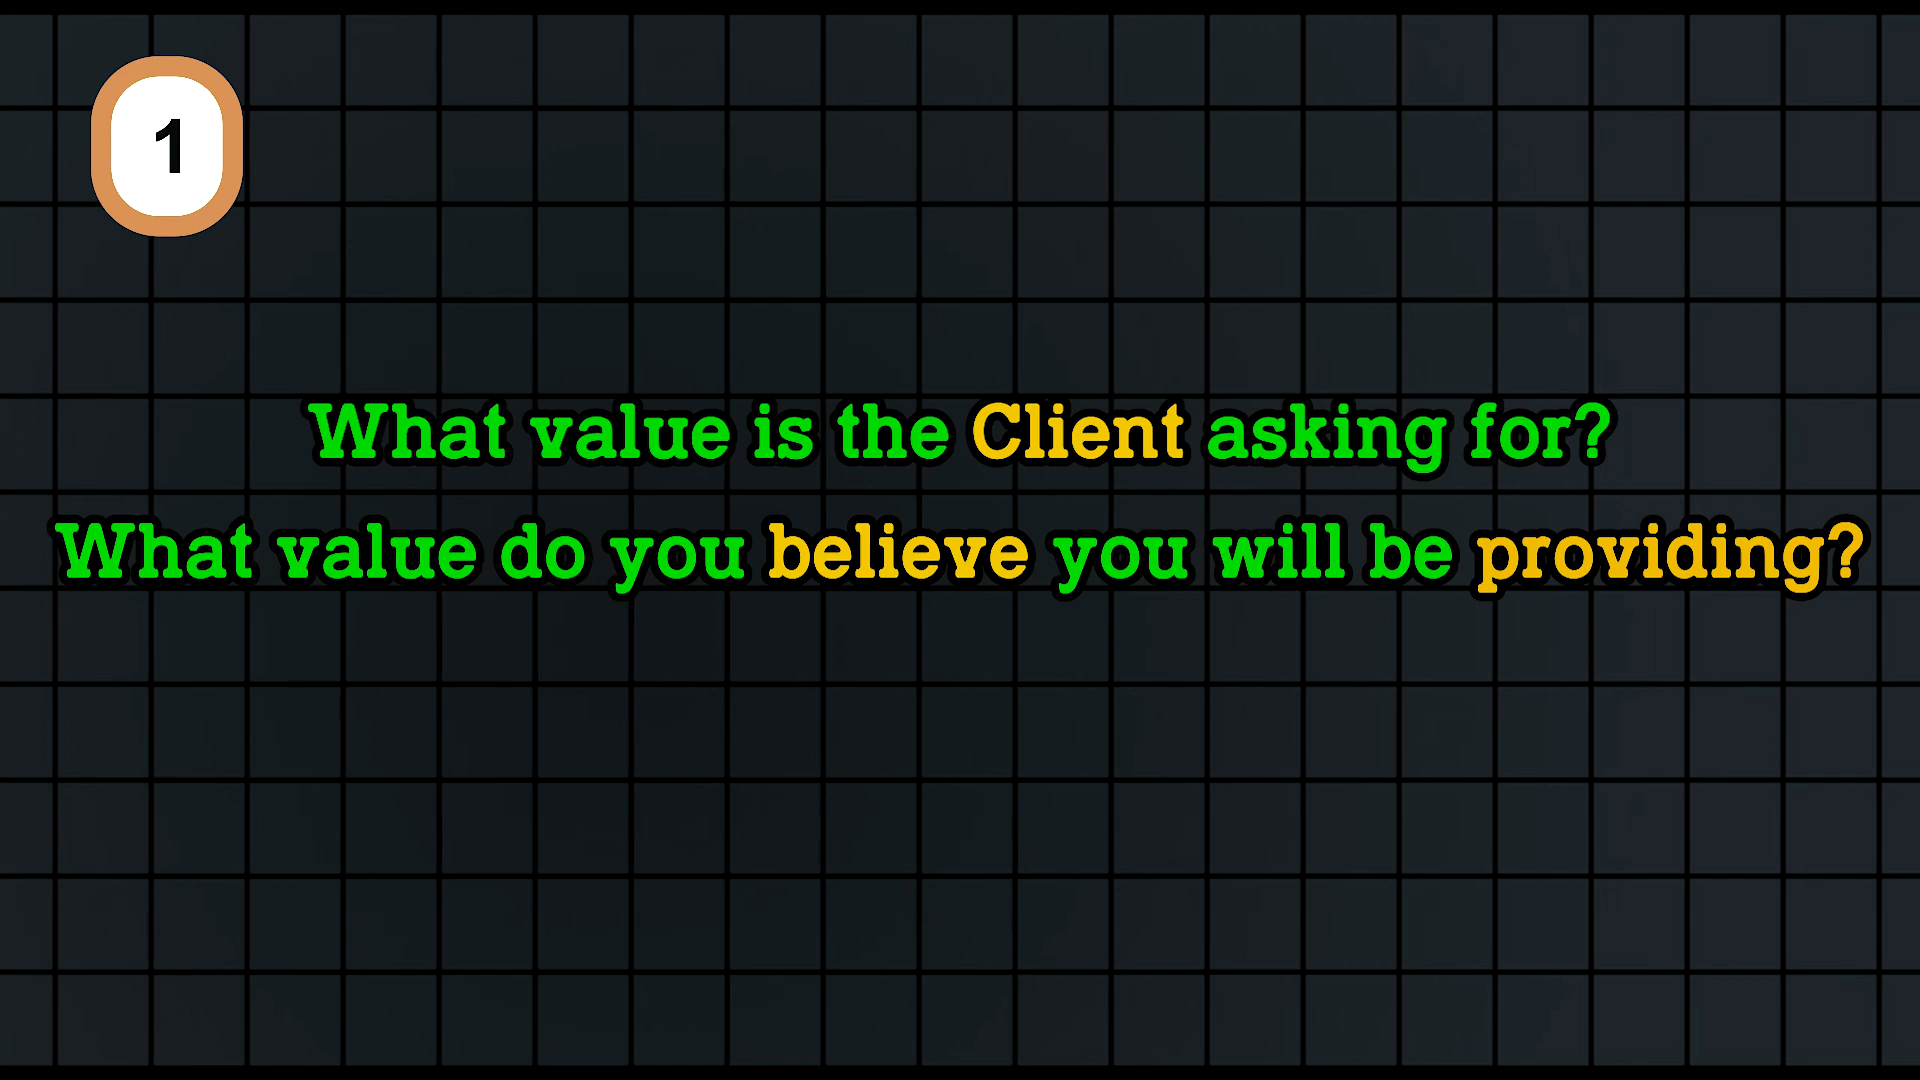 1
What value is the Client asking for?
What value do you believe you will be providing?